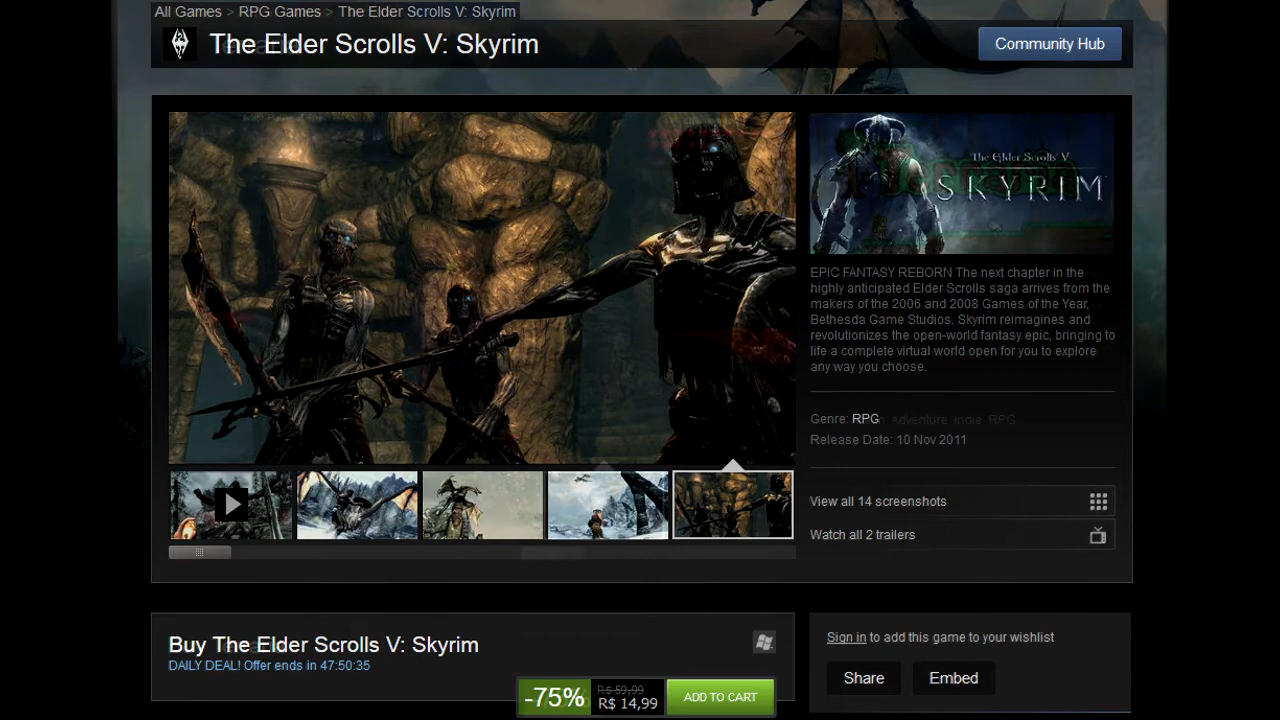 All Games > RPG Games > The Elder Scrolls V: Skyrim
The Elder Scrolls V: Skyrim
Community Hub
The Elder Scrolls V
SKYRIM
EPIC FANTASY REBORN The next chapter in the
highly anticipated Elder Scrolls saga arrives from the
makers of the 2006 and 2008 Games of the Year,
Bethesda Game Studios. Skyrim reimagines and
revolutionizes the open-world fantasy epic, bringing to
life a complete virtual world open for you to explore
any way you choose.
Genre: RPG Adventure Indie RPG
Release Date: 10 Nov 2011
View all 14 screenshots
Watch all 2 trailers
Buy The Elder Scrolls V: Skyrim
DAILY DEAL! Offer ends in 47:50:35
-75%
R$ 59,99
R$ 14,99
ADD TO CART
Sign in to add this game to your wishlist
Share
Embed